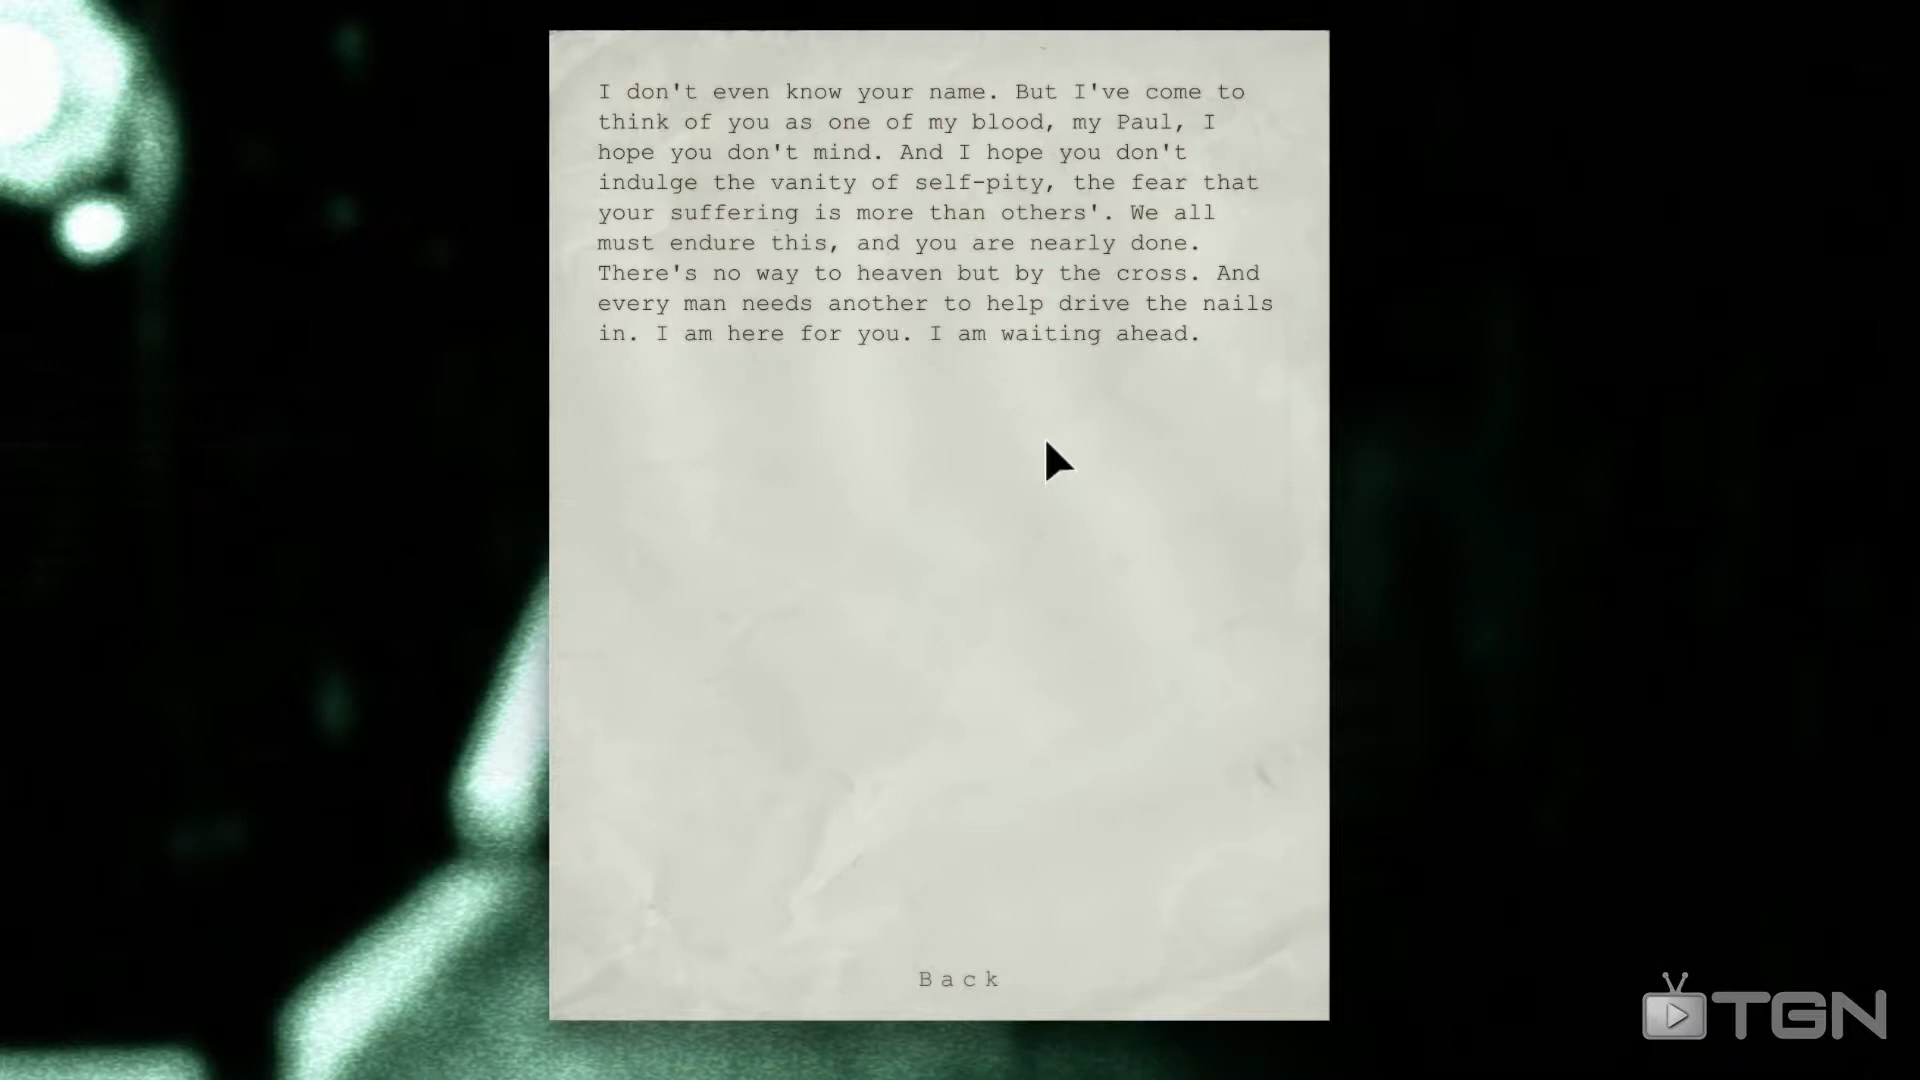 I don't even know your name. But I've come to
think of you as one of my blood, my Paul, I
hope you don't mind. And I hope you don't
indulge the vanity of self-pity, the fear that
your suffering is more than others'. We all
must endure this, and you are nearly done.
There's no way to heaven but by the cross. And
every man needs another to help drive the nails
in. I am here for you. I am waiting ahead.
Back
TGN